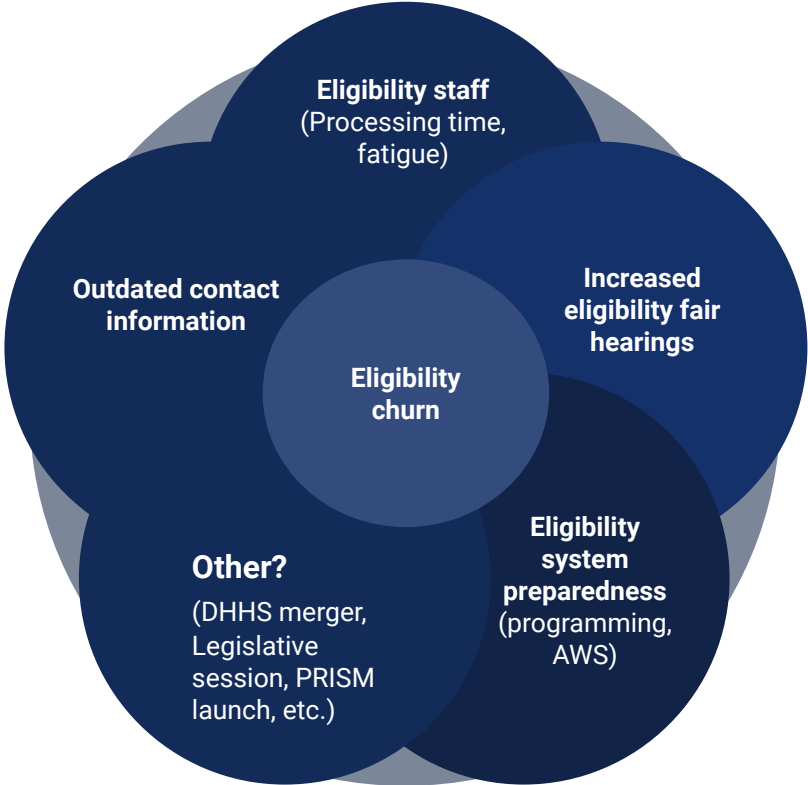 Eligibility staff
(Processing time,
fatigue)
Outdated contact
information
Increased
eligibility fair
hearings
Eligibility
churn
Eligibility
system
preparedness
(programming,
AWS)
Other?
(DHHS merger,
Legislative
session, PRISM
launch, etc.)